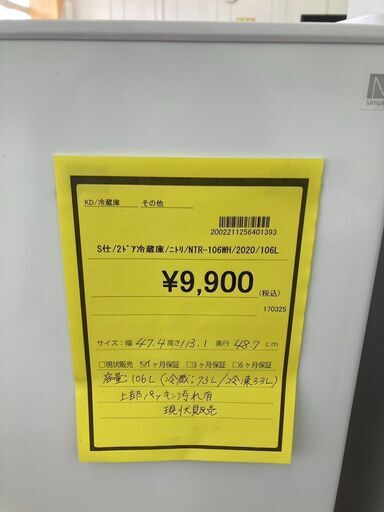 N
simpl
KD/冷蔵庫 その他
2002211256401393
S仕/2ﾄﾞｱ冷蔵庫/ﾆﾄﾘ/NTR-106WH/2020/106L
¥9,900
(税込)
170325
サイズ:幅 47.4 高さ 113.1 奥行 48.7 cm
□現状販売 ☑1ヶ月保証 □3ヶ月保証 □6ヶ月保証
容量:106L(冷蔵:73L/冷凍33L)
上部パッキン汚れ有
現状販売